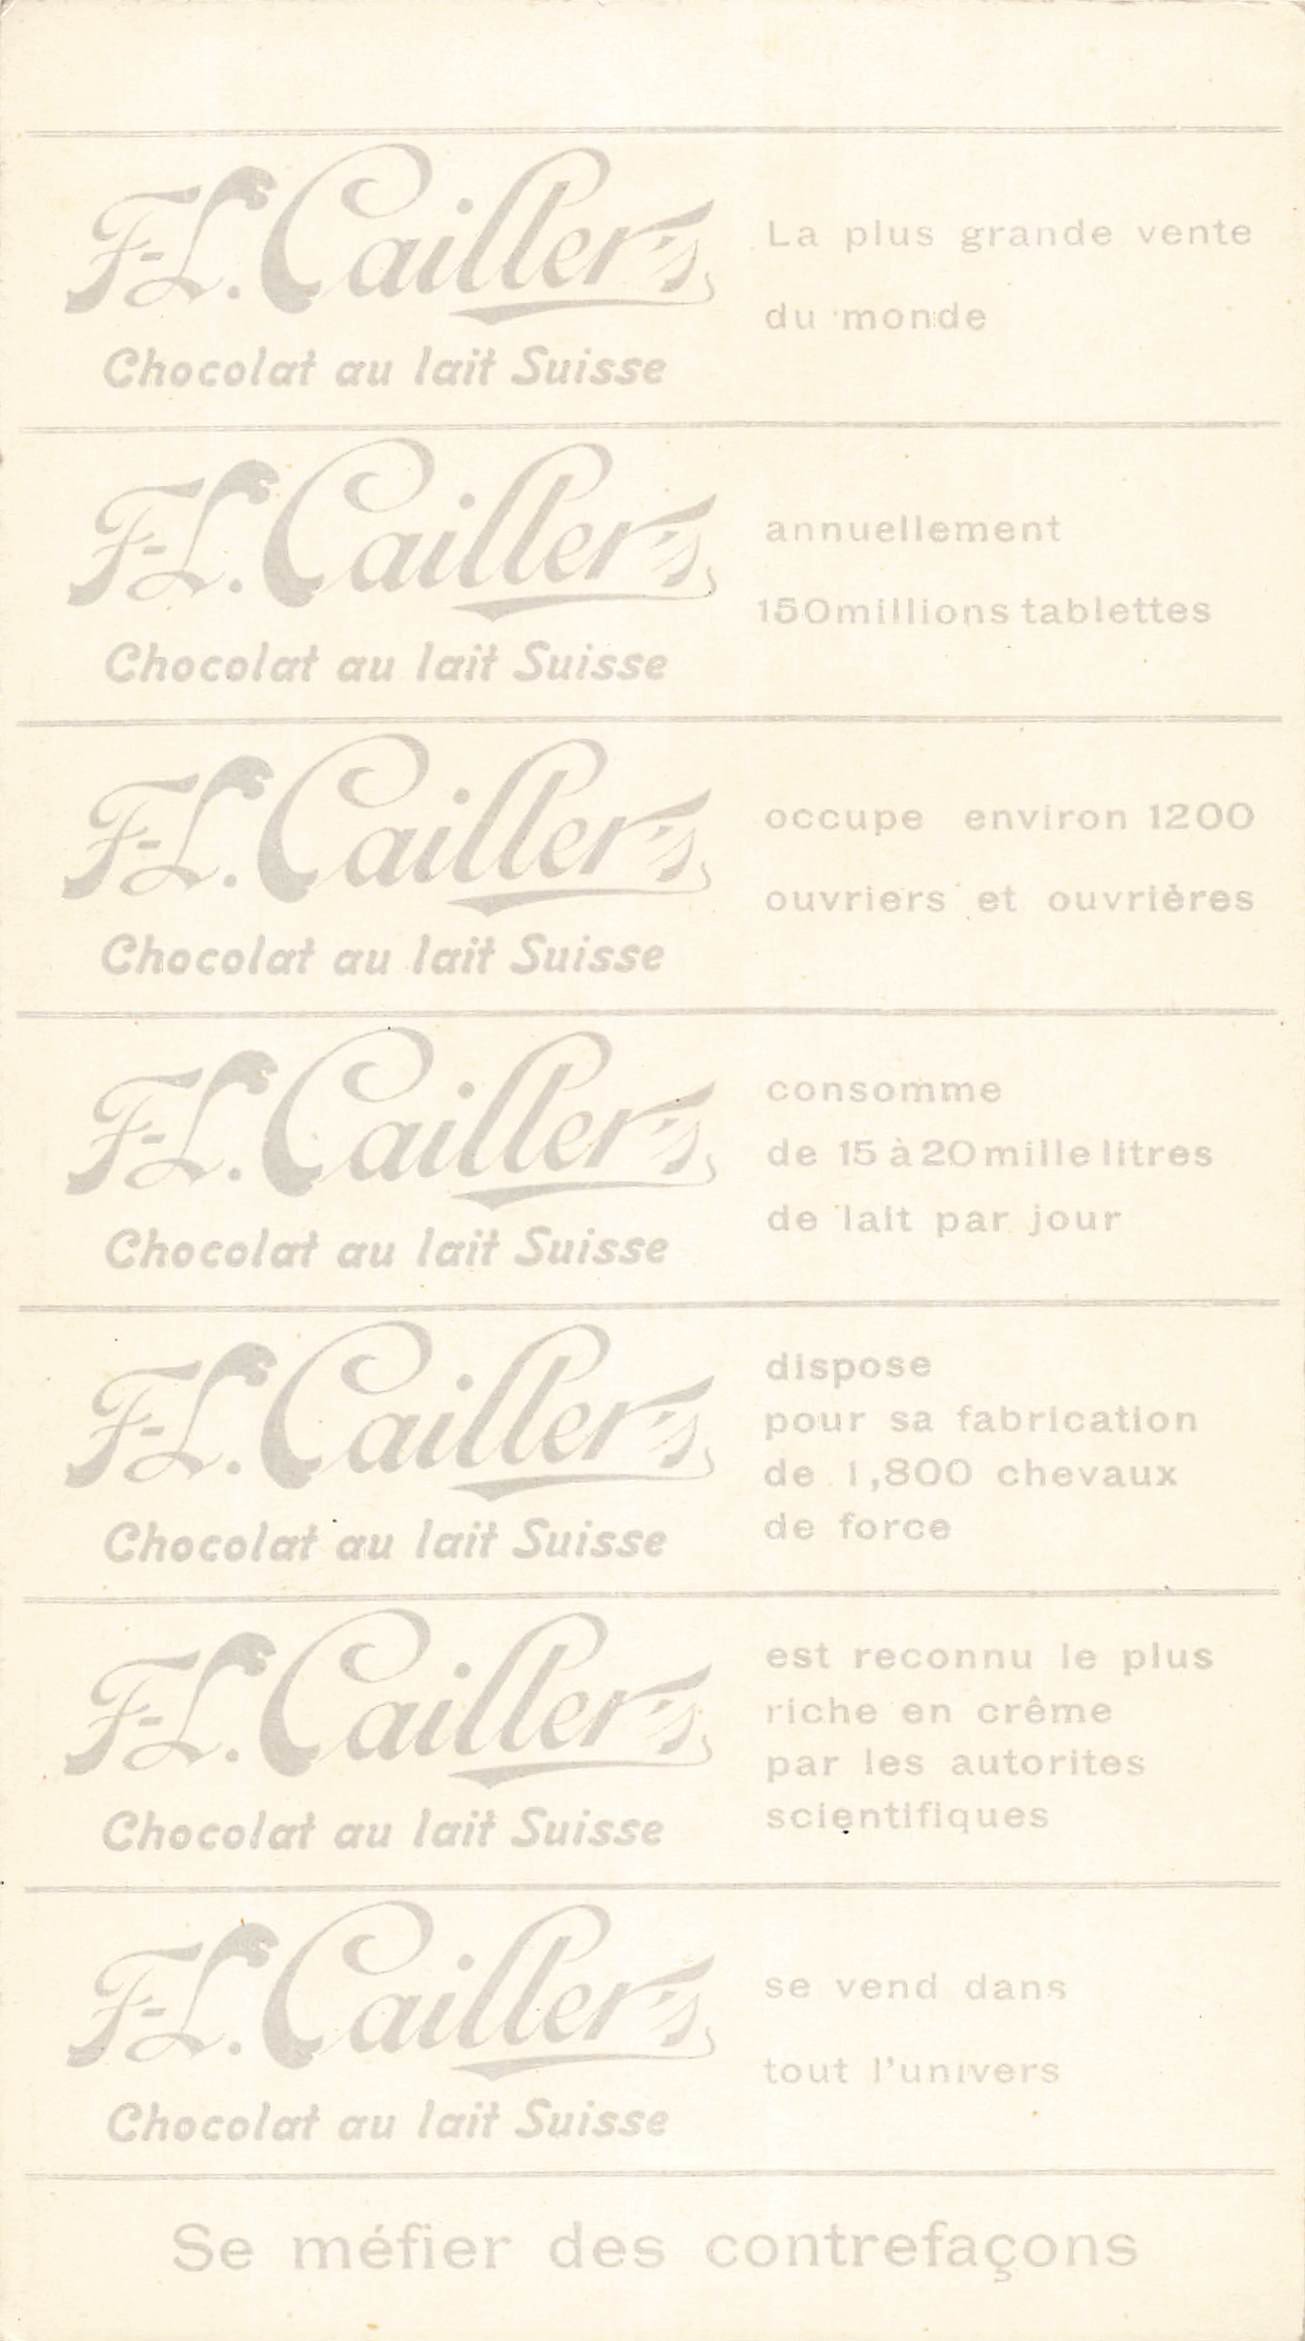 F-L. Cailler's
Chocolat au lait Suisse
La plus grande vente
du monde
F-L. Cailler's
Chocolat au lait Suisse
annuellement
150 millions tablettes
F-L. Cailler's
Chocolat au lait Suisse
occupe environ 1200
ouvriers et ouvrières
F-L. Cailler's
Chocolat au lait Suisse
consomme
de 15 à 20 mille litres
de lait par jour
F-L. Cailler's
Chocolat au lait Suisse
dispose
pour sa fabrication
de 1,800 chevaux
de force
F-L. Cailler's
Chocolat au lait Suisse
est reconnu le plus
riche en crême
par les autorites
scientifiques
F-L. Cailler's
Chocolat au lait Suisse
se vend dans
tout l'univers
Se méfier des contrefaçons